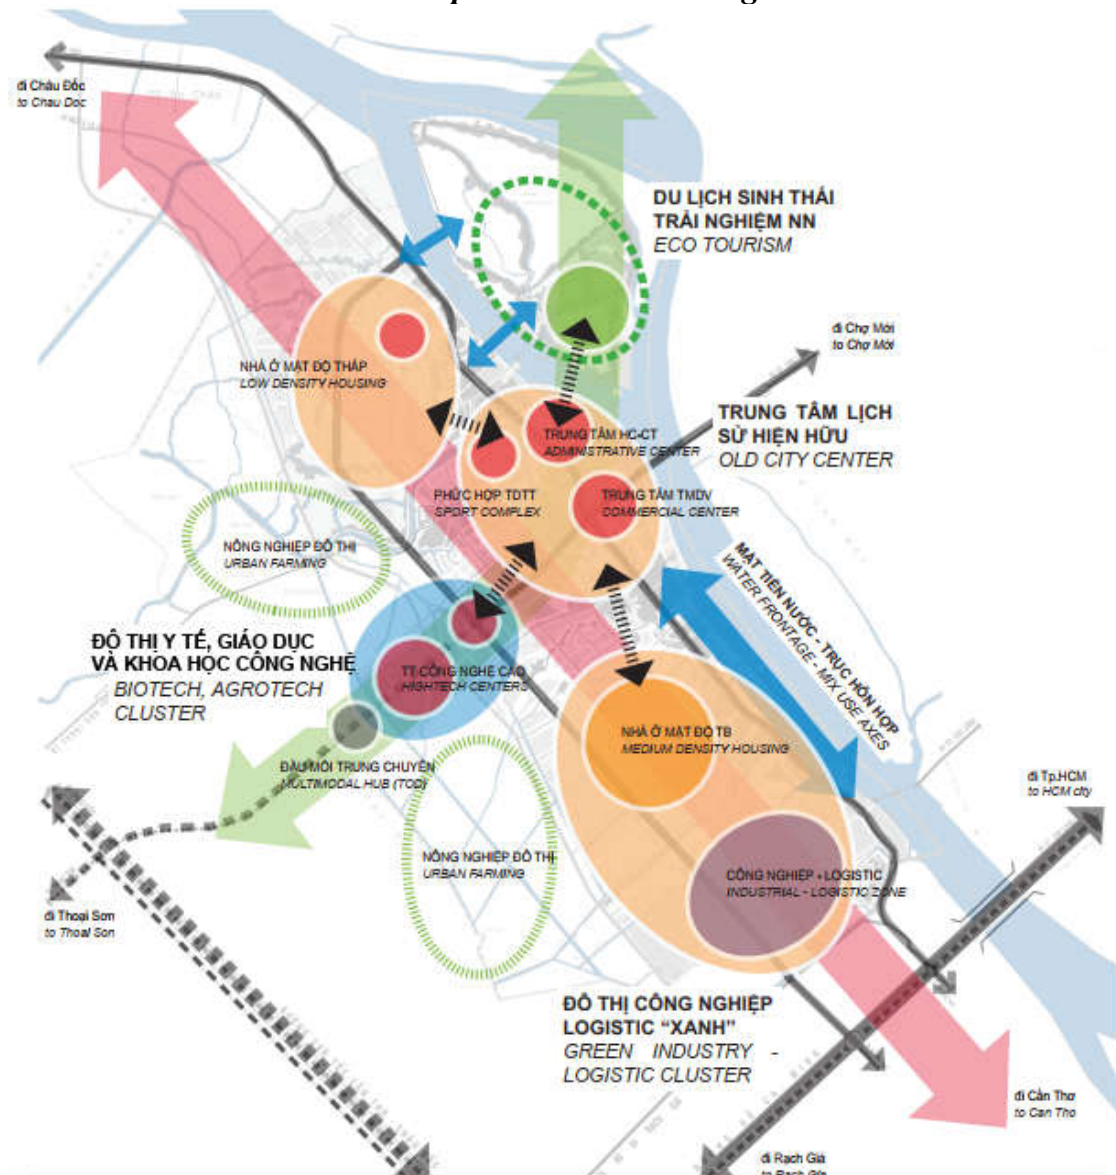 đi Châu Đốc
to Chau Doc
DU LỊCH SINH THÁI
TRẢI NGHIỆM NN
ECO TOURISM
đi Chợ Mới
to Chợ Mới
NHÀ Ở MẬT ĐỘ THẤP
LOW DENSITY HOUSING
TRUNG TÂM LỊCH
SỬ HIỆN HỮU
OLD CITY CENTER
TRUNG TÂM HC-CT
ADMINISTRATIVE CENTER
PHỨC HỢP TDTT
SPORT COMPLEX
TRUNG TÂM TMDV
COMMERCIAL CENTER
NÔNG NGHIỆP ĐÔ THỊ
URBAN FARMING
MẶT TIỀN NƯỚC - TRỤC HỖN HỢP
WATER FRONTAGE - MIX USE AXES
ĐÔ THỊ Y TẾ, GIÁO DỤC
VÀ KHOA HỌC CÔNG NGHỆ
BIOTECH, AGROTECH
CLUSTER
TT CÔNG NGHỆ CAO
HIGHTECH CENTERS
NHÀ Ở MẬT ĐỘ TB
MEDIUM DENSITY HOUSING
ĐẦU MỐI TRUNG CHUYỂN
MULTIMODAL HUB (TOD)
đi Tp.HCM
to HCM city
NÔNG NGHIỆP ĐÔ THỊ
URBAN FARMING
CÔNG NGHIỆP + LOGISTIC
INDUSTRIAL - LOGISTIC ZONE
đi Thoại Sơn
to Thoai Son
ĐÔ THỊ CÔNG NGHIỆP
LOGISTIC “XANH”
GREEN INDUSTRY -
LOGISTIC CLUSTER
đi Cần Thơ
to Can Tho
đi Rạch Giá
to Rach Gia